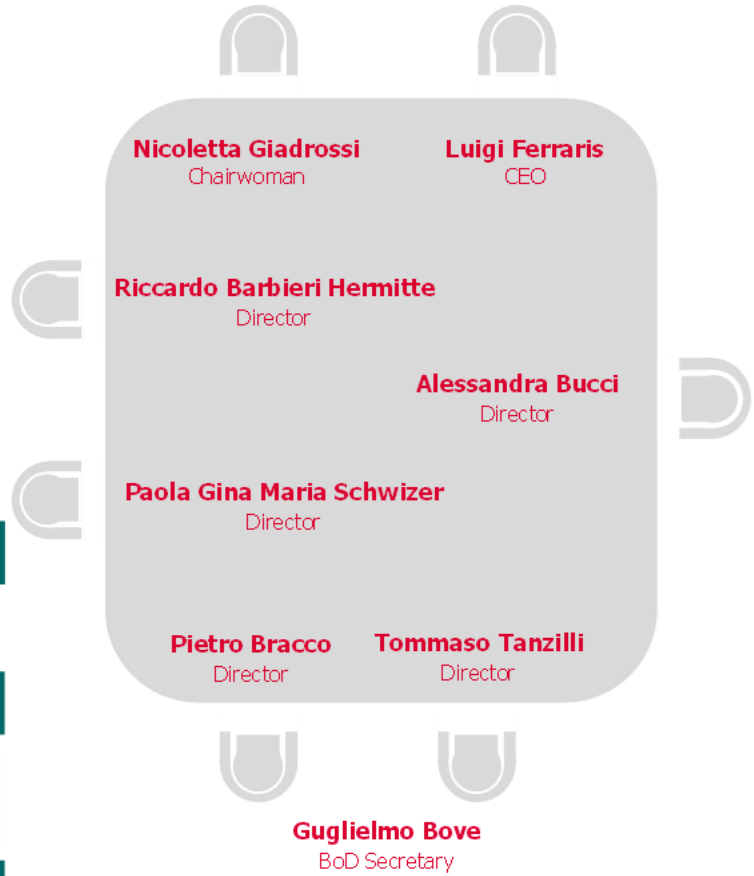 Nicoletta Giadrossi
Chairwoman
Luigi Ferraris
CEO
Riccardo Barbieri Hermitte
Director
Alessandra Bucci
Director
Paola Gina Maria Schwizer
Director
Pietro Bracco
Director
Tommaso Tanzilli
Director
Guglielmo Bove
BoD Secretary